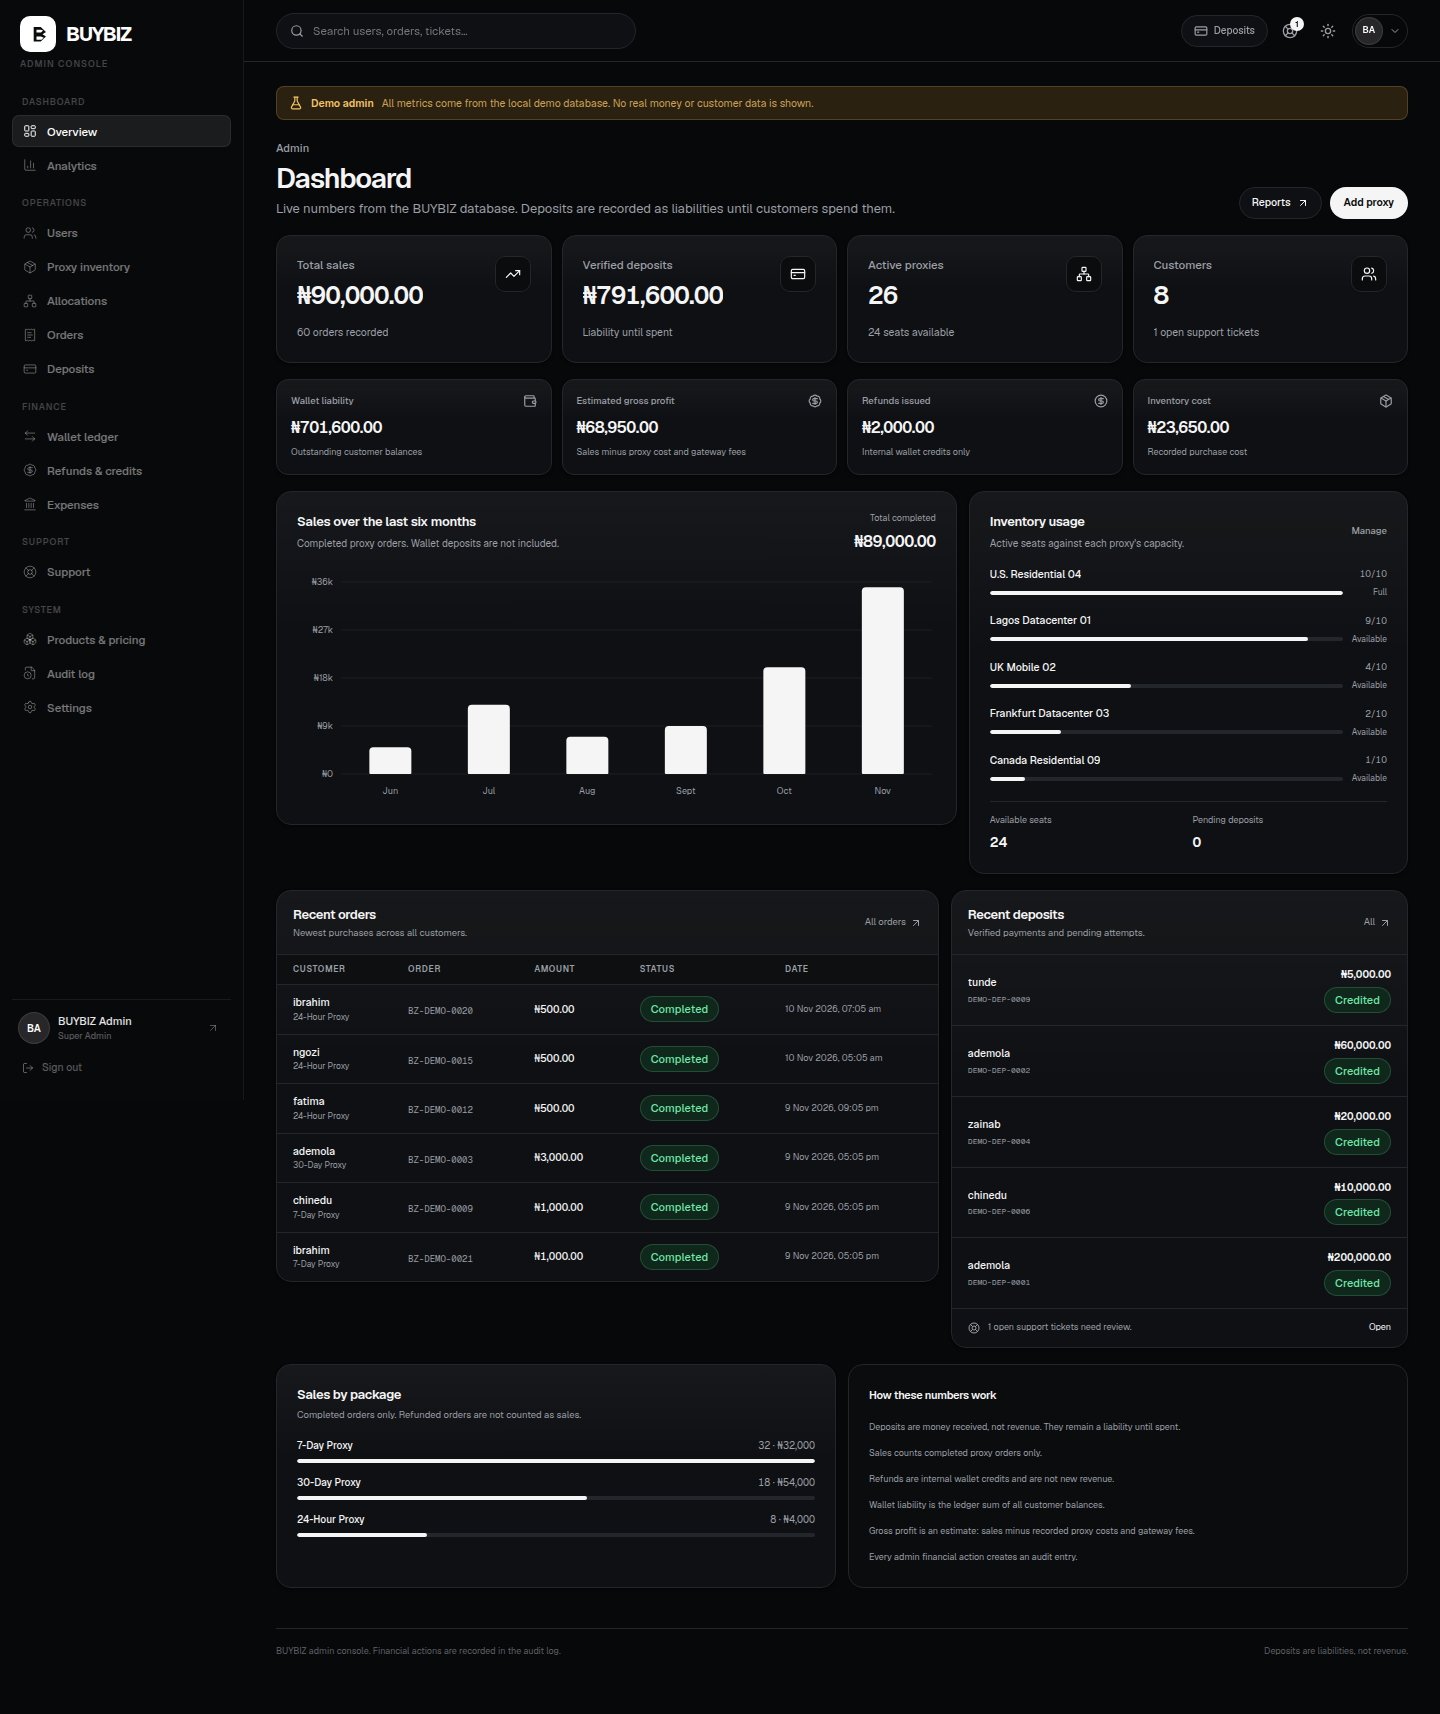 BUYBIZ
ADMIN CONSOLE
DASHBOARD
Overview
Analytics
OPERATIONS
Users
Proxy inventory
Allocations
Orders
Deposits
FINANCE
Wallet ledger
Refunds & credits
Expenses
SUPPORT
Support
SYSTEM
Products & pricing
Audit log
Settings
BA
BUYBIZ Admin
Super Admin
Sign out
Search users, orders, tickets...
Deposits
1
BA
Demo admin All metrics come from the local demo database. No real money or customer data is shown.
Admin
Dashboard
Live numbers from the BUYBIZ database. Deposits are recorded as liabilities until customers spend them.
Reports
Add proxy
Total sales
₦90,000.00
60 orders recorded
Verified deposits
₦791,600.00
Liability until spent
Active proxies
26
24 seats available
Customers
8
1 open support tickets
Wallet liability
₦701,600.00
Outstanding customer balances
Estimated gross profit
₦68,950.00
Sales minus proxy cost and gateway fees
Refunds issued
₦2,000.00
Internal wallet credits only
Inventory cost
₦23,650.00
Recorded purchase cost
Sales over the last six months
Completed proxy orders. Wallet deposits are not included.
Total completed
₦89,000.00
₦36k
₦27k
₦18k
₦9k
₦0
Jun Jul Aug Sept Oct Nov
Inventory usage
Active seats against each proxy's capacity.
Manage
U.S. Residential 04 10/10
Full
Lagos Datacenter 01 9/10
Available
UK Mobile 02 4/10
Available
Frankfurt Datacenter 03 2/10
Available
Canada Residential 09 1/10
Available
Available seats
24
Pending deposits
0
Recent orders
Newest purchases across all customers.
All orders
CUSTOMER ORDER AMOUNT STATUS DATE
ibrahim
24-Hour Proxy
BZ-DEMO-0020 ₦500.00 Completed 10 Nov 2026, 07:05 am
ngozi
24-Hour Proxy
BZ-DEMO-0015 ₦500.00 Completed 10 Nov 2026, 05:05 am
fatima
24-Hour Proxy
BZ-DEMO-0012 ₦500.00 Completed 9 Nov 2026, 09:05 pm
ademola
30-Day Proxy
BZ-DEMO-0003 ₦3,000.00 Completed 9 Nov 2026, 05:05 pm
chinedu
7-Day Proxy
BZ-DEMO-0009 ₦1,000.00 Completed 9 Nov 2026, 05:05 pm
ibrahim
7-Day Proxy
BZ-DEMO-0021 ₦1,000.00 Completed 9 Nov 2026, 05:05 pm
Recent deposits
Verified payments and pending attempts.
All
tunde
DEMO-DEP-0009
₦5,000.00
Credited
ademola
DEMO-DEP-0002
₦60,000.00
Credited
zainab
DEMO-DEP-0004
₦20,000.00
Credited
chinedu
DEMO-DEP-0006
₦10,000.00
Credited
ademola
DEMO-DEP-0001
₦200,000.00
Credited
1 open support tickets need review.
Open
Sales by package
Completed orders only. Refunded orders are not counted as sales.
7-Day Proxy 32 · ₦32,000
30-Day Proxy 18 · ₦54,000
24-Hour Proxy 8 · ₦4,000
How these numbers work
Deposits are money received, not revenue. They remain a liability until spent.
Sales counts completed proxy orders only.
Refunds are internal wallet credits and are not new revenue.
Wallet liability is the ledger sum of all customer balances.
Gross profit is an estimate: sales minus recorded proxy costs and gateway fees.
Every admin financial action creates an audit entry.
BUYBIZ admin console. Financial actions are recorded in the audit log.
Deposits are liabilities, not revenue.